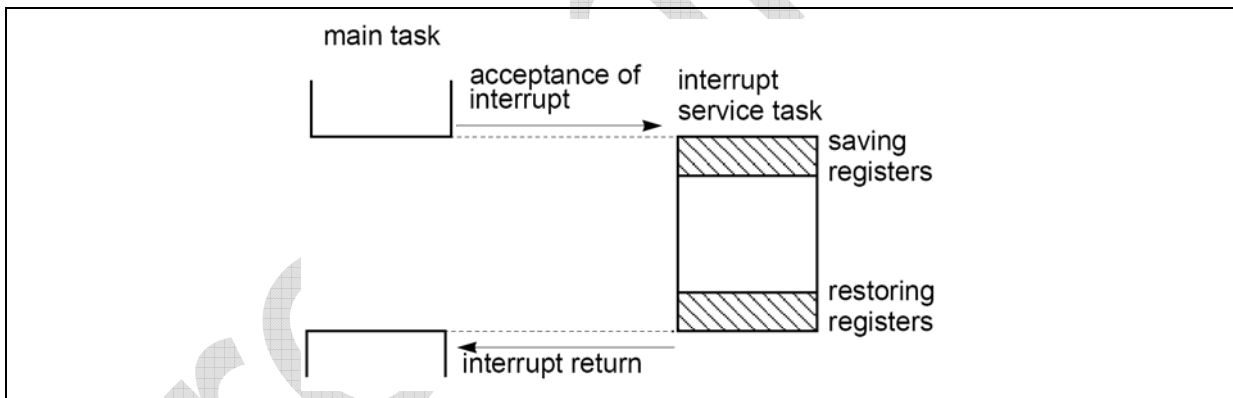 main task
acceptance of
interrupt
interrupt
service task
saving
registers
restoring
registers
interrupt return